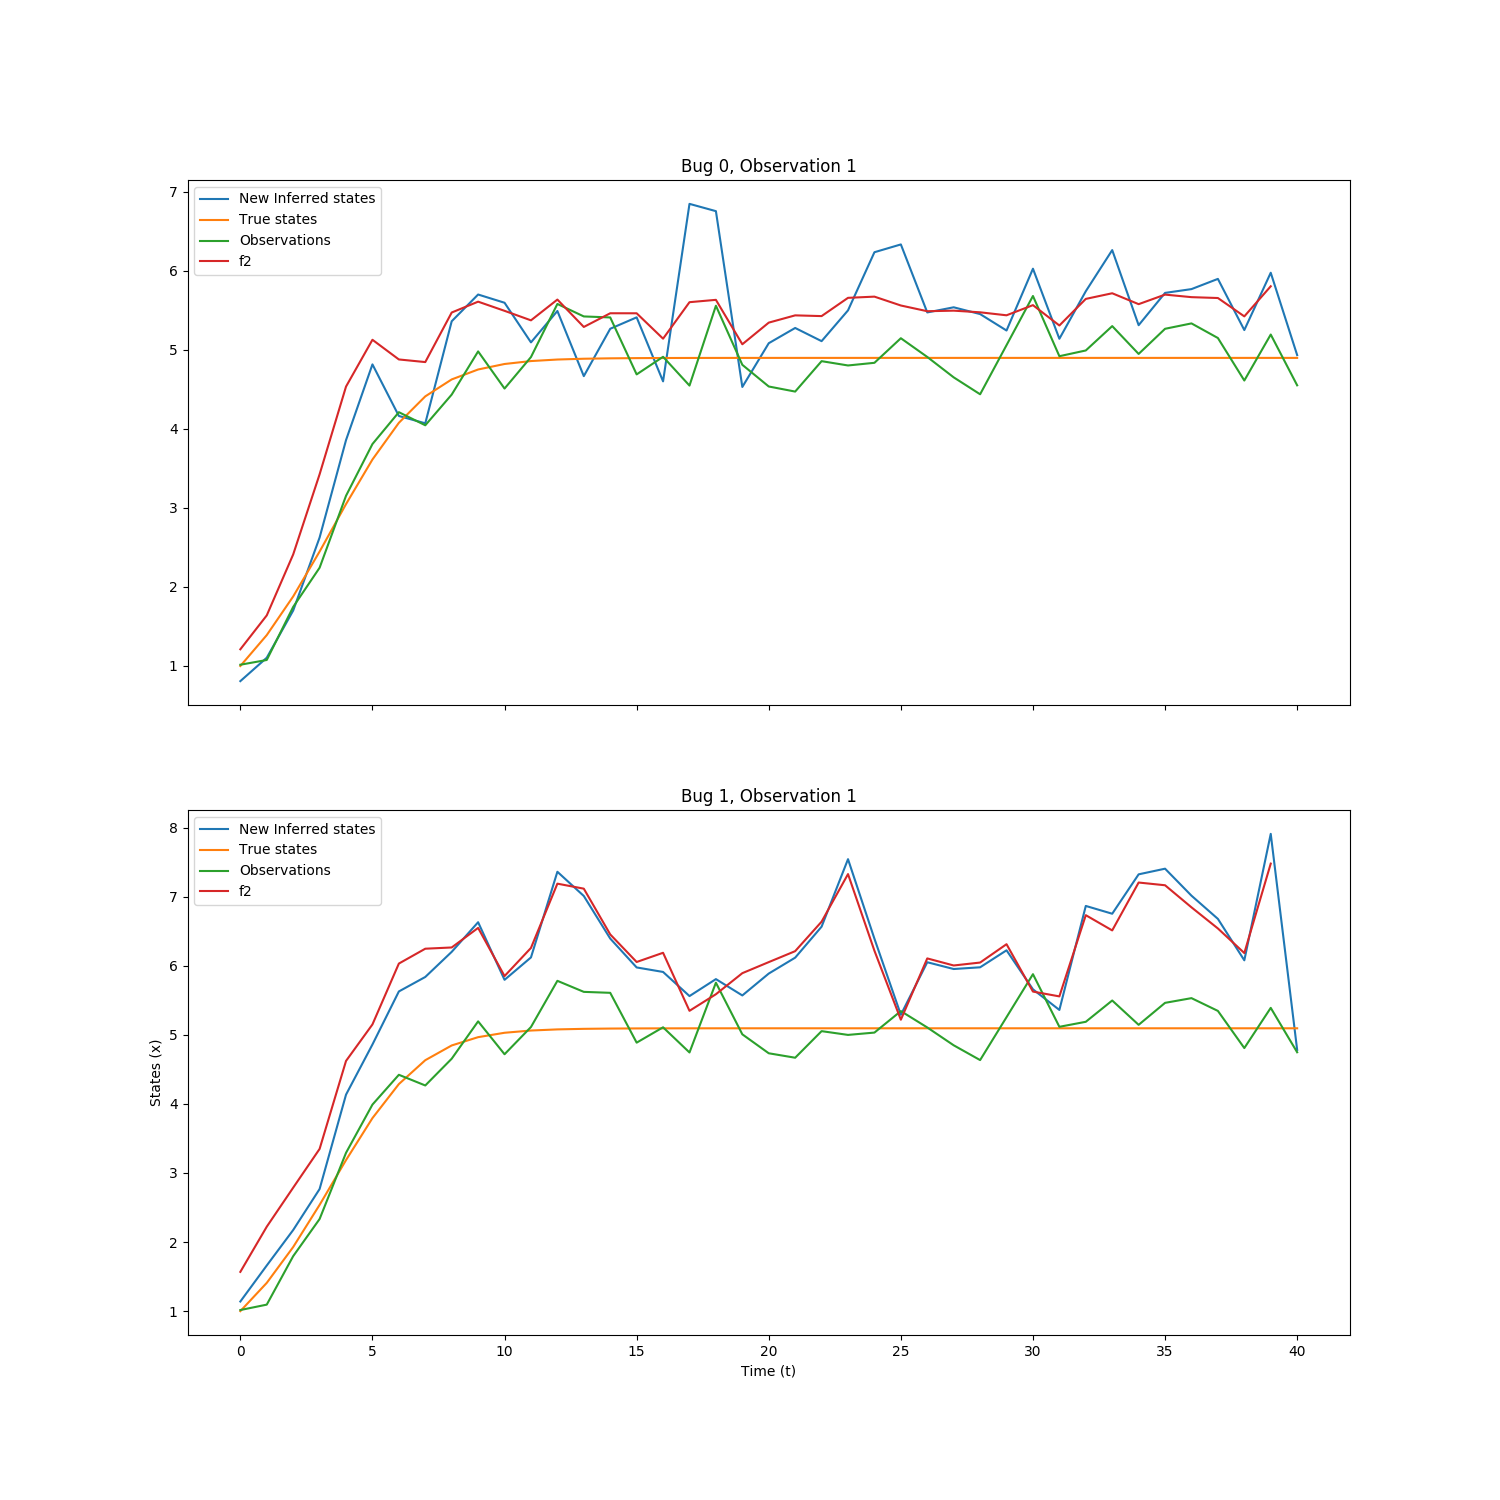 Bug 0, Observation 1
7
6
5
4
3
2
1
New Inferred states
True states
Observations
f2
Bug 1, Observation 1
States (x)
8
7
6
5
4
3
2
1
New Inferred states
True states
Observations
f2
0 5 10 15 20 25 30 35 40
Time (t)